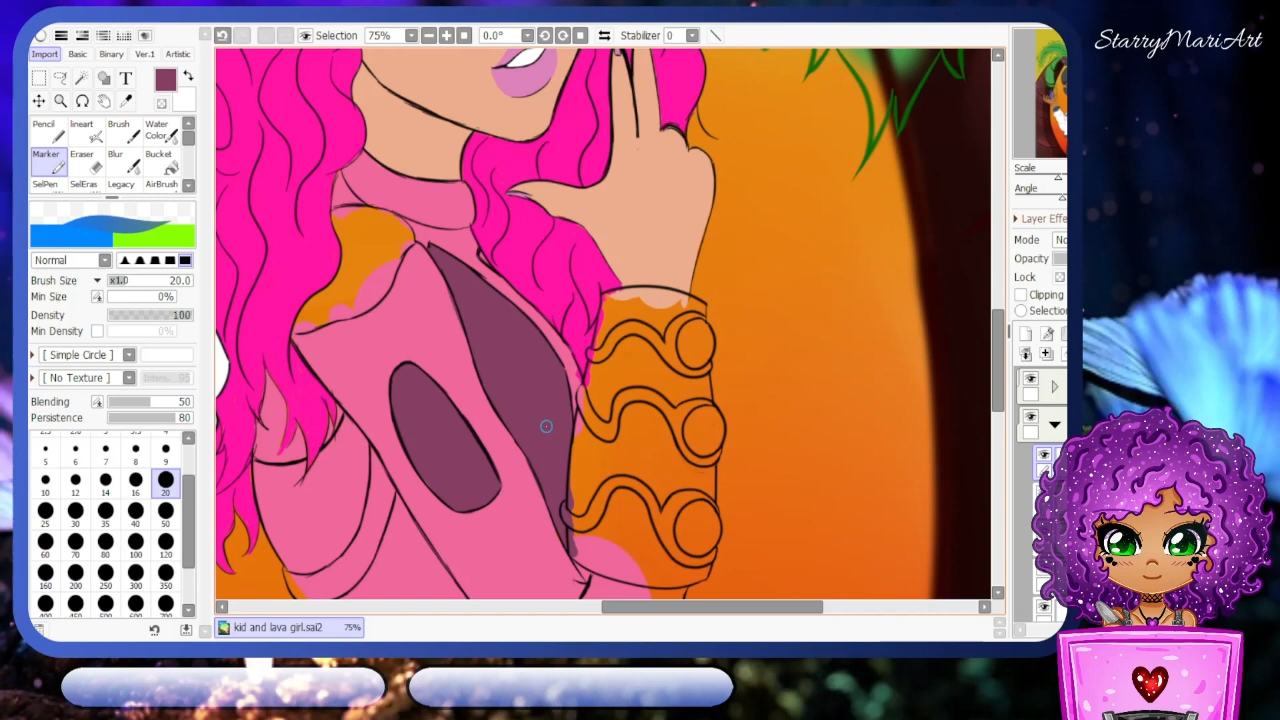 StarryMariArt
Selection 75% 0.0° Stabilizer 0
Import Basic Binary Ver.1 Artistic
T
Pencil lineart Brush Water Color
Marker Eraser Blur Bucket
SelPen SelEras Legacy AirBrush
Normal
Brush Size x1.0 20.0
Min Size 0%
Density 100
Min Density 0%
[ Simple Circle ]
[ No Texture ] 95
Blending 50
Persistence 80
5 6 7 8 9
10 12 14 16 20
25 30 35 40 50
60 70 80 100 120
160 200 250 300 350
Scale
Angle
Layer Effe
Mode No
Opacity
Lock
Clipping
Selectio
kid and lava girl.sai2 75%